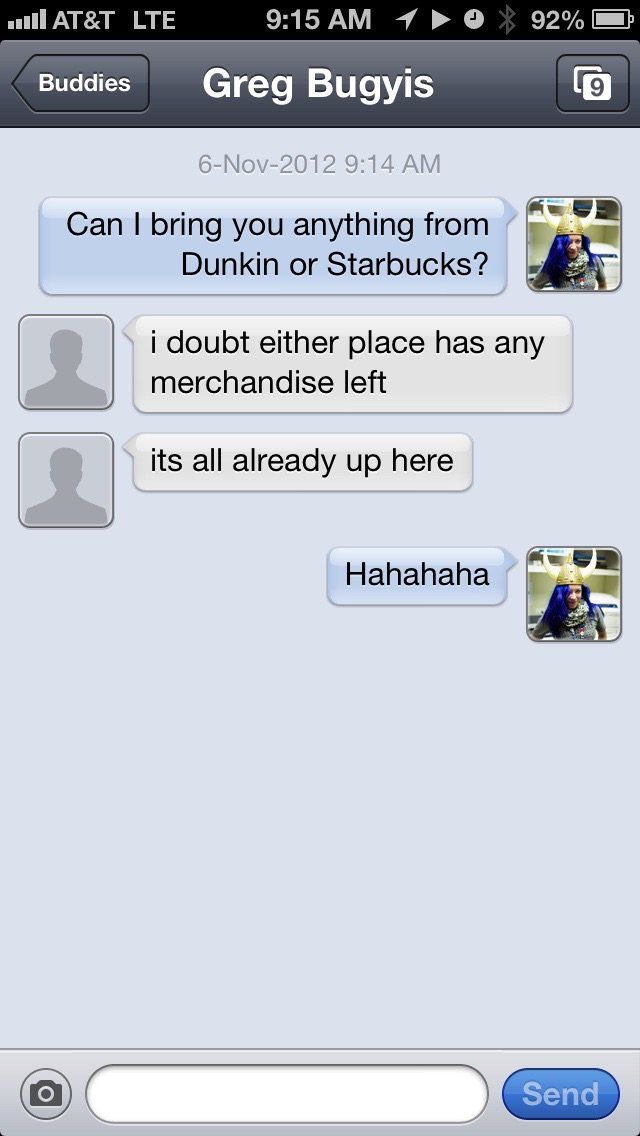 AT&T LTE 9:15 AM 92%
Buddies Greg Bugyis 9
6-Nov-2012 9:14 AM
Can I bring you anything from
Dunkin or Starbucks?
i doubt either place has any
merchandise left
its all already up here
Hahahaha
Send